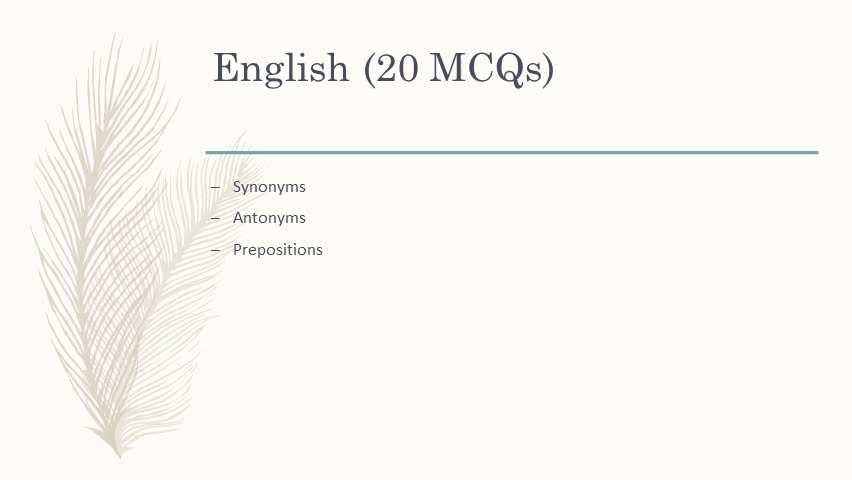 English (20 MCQs)
– Synonyms
– Antonyms
– Prepositions